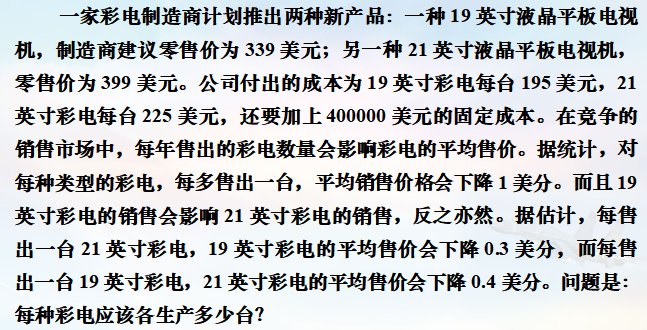 一家彩电制造商计划推出两种新产品：一种 19 英寸液晶平板电视
机，制造商建议零售价为 339 美元；另一种 21 英寸液晶平板电视机，
零售价为 399 美元。公司付出的成本为 19 英寸彩电每台 195 美元，21
英寸彩电每台 225 美元，还要加上 400000 美元的固定成本。在竞争的
销售市场中，每年售出的彩电数量会影响彩电的平均售价。据统计，对
每种类型的彩电，每多售出一台，平均销售价格会下降 1 美分。而且 19
英寸彩电的销售会影响 21 英寸彩电的销售，反之亦然。据估计，每售
出一台 21 英寸彩电，19 英寸彩电的平均售价会下降 0.3 美分，而每售
出一台 19 英寸彩电，21 英寸彩电的平均售价会下降 0.4 美分。问题是：
每种彩电应该各生产多少台？